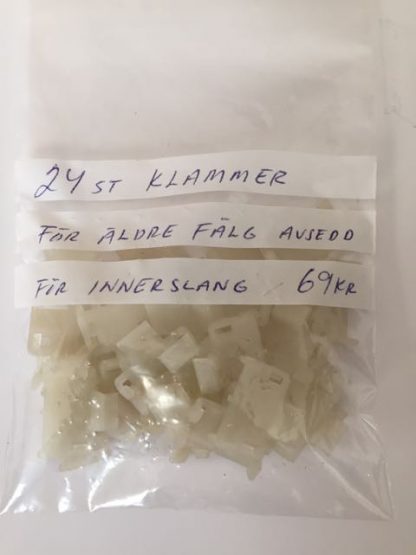 24 ST KLAMMER
FÖR ÄLDRE FÄLG AVSEDD
FÖR INNERSLANG 69KR